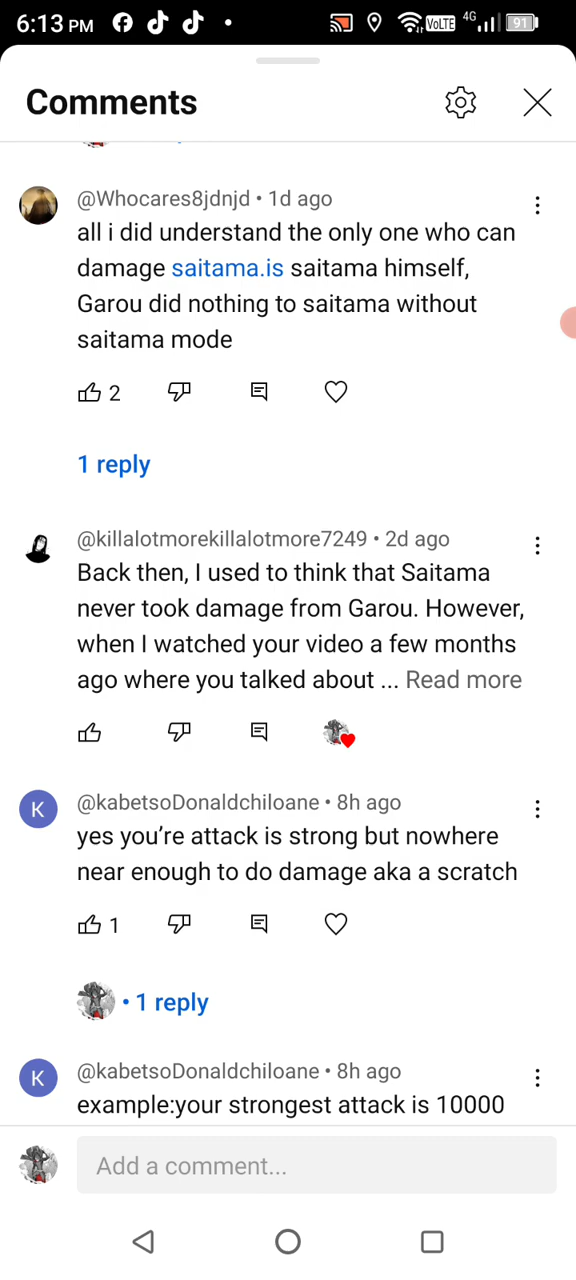 6:13 PM
VoLTE
4G
91
Comments
@Whocares8jdnjd • 1d ago
all i did understand the only one who can
damage saitama.is saitama himself,
Garou did nothing to saitama without
saitama mode
2
1 reply
@killalotmorekillalotmore7249 • 2d ago
Back then, I used to think that Saitama
never took damage from Garou. However,
when I watched your video a few months
ago where you talked about ... Read more
K
@kabetsoDonaldchiloane • 8h ago
yes you’re attack is strong but nowhere
near enough to do damage aka a scratch
1
• 1 reply
K
@kabetsoDonaldchiloane • 8h ago
example:your strongest attack is 10000
Add a comment...